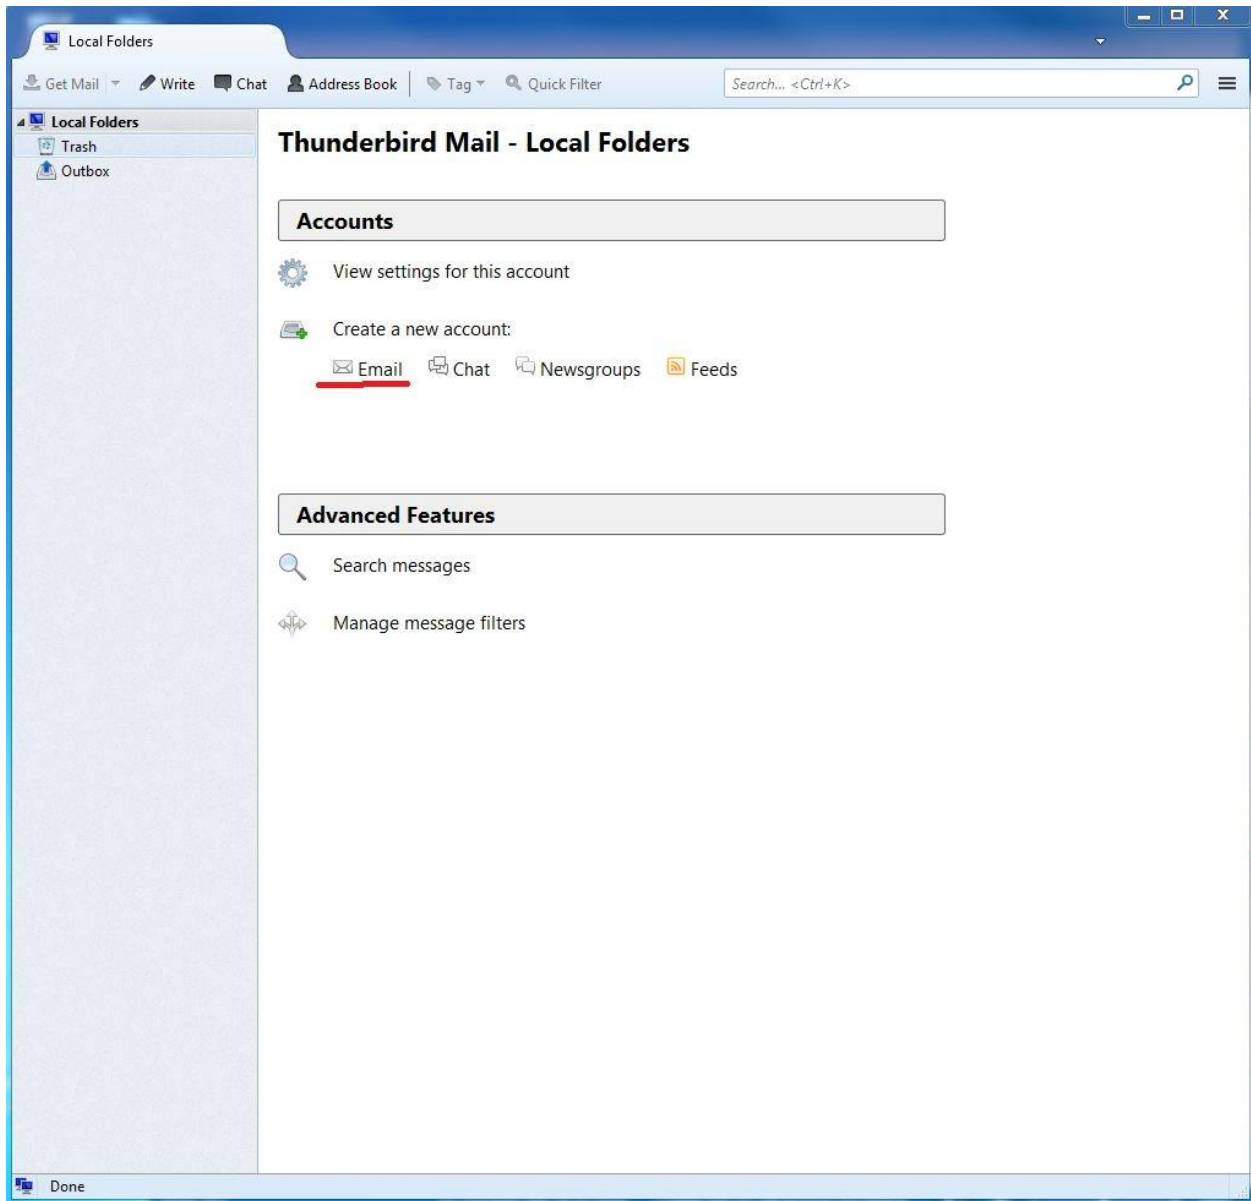 Local Folders
Get Mail Write Chat Address Book Tag Quick Filter Search... <Ctrl+K>
Local Folders
Trash
Outbox
Thunderbird Mail - Local Folders
Accounts
View settings for this account
Create a new account:
Email Chat Newsgroups Feeds
Advanced Features
Search messages
Manage message filters
Done